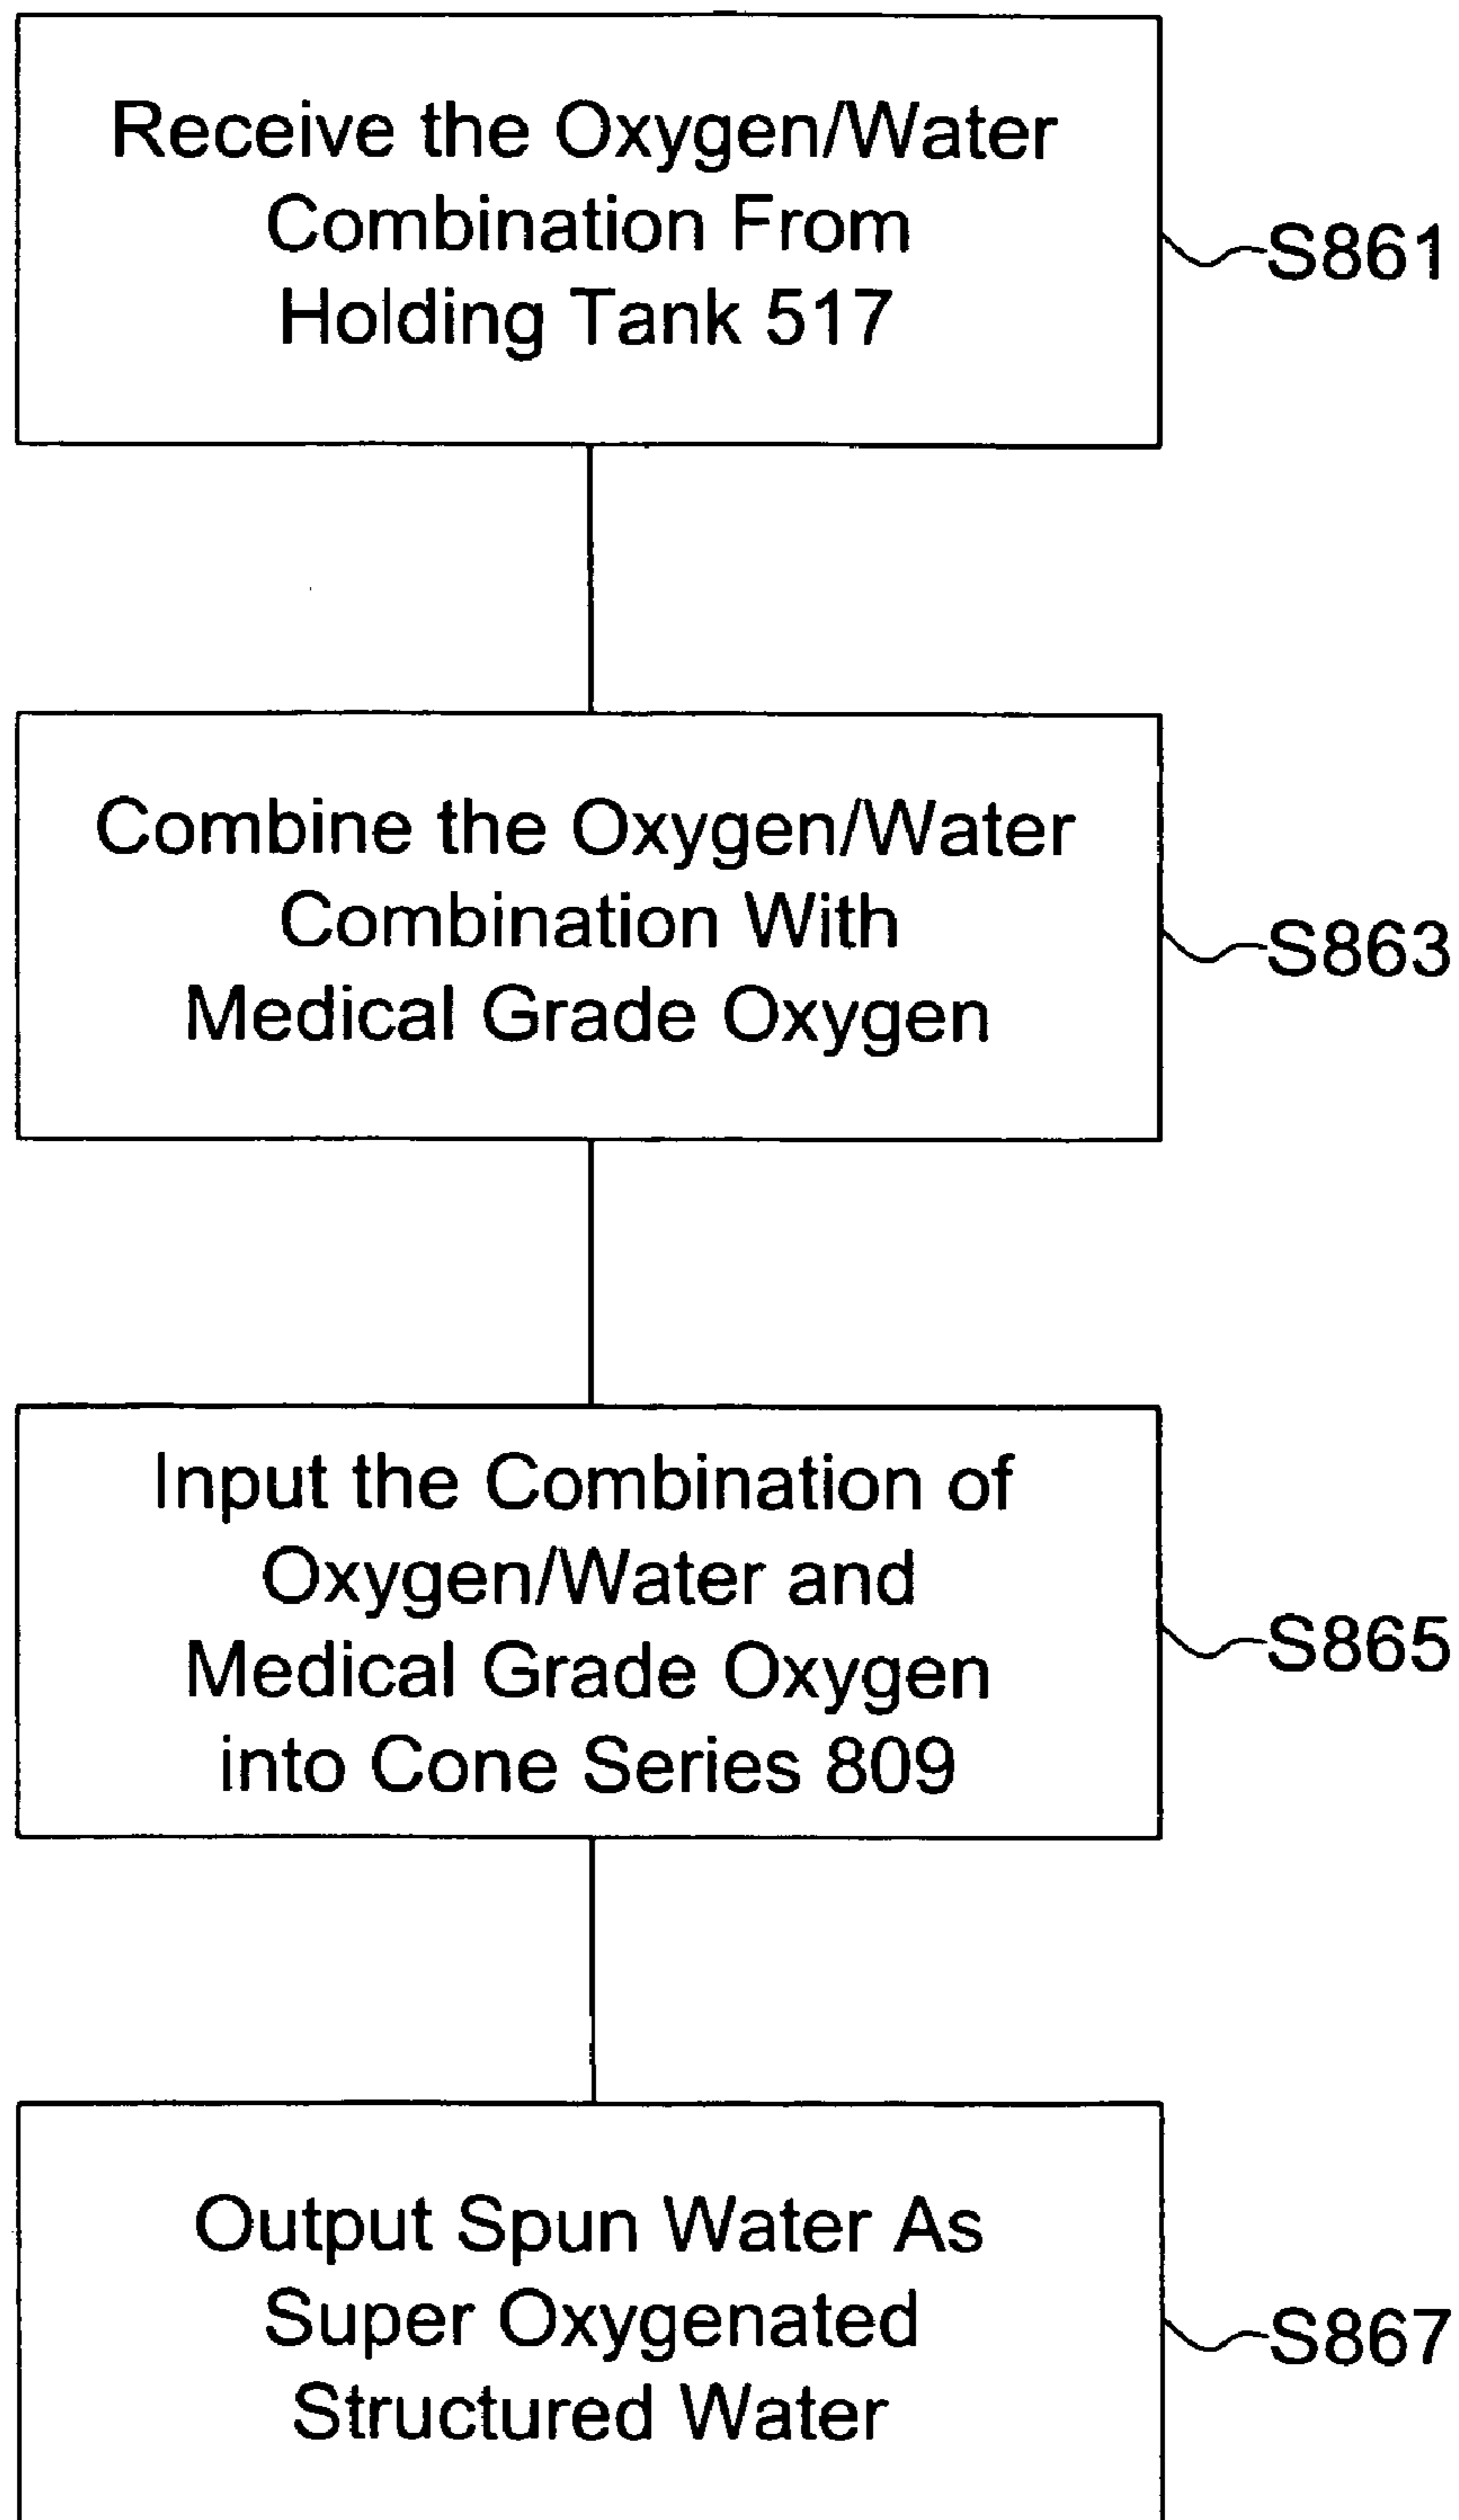 Receive the Oxygen/Water
Combination From
Holding Tank 517
S861
Combine the Oxygen/Water
Combination With
Medical Grade Oxygen
S863
Input the Combination of
Oxygen/Water and
Medical Grade Oxygen
into Cone Series 809
S865
Output Spun Water As
Super Oxygenated
Structured Water
S867